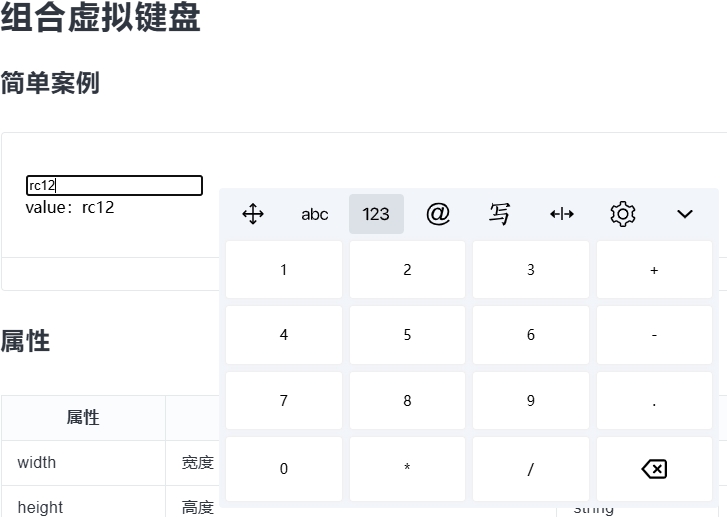 组合虚拟键盘
简单案例
rc12
value：rc12
abc 123 @ 写
1 2 3 +
4 5 6 -
7 8 9 .
0 * /
属性
属性
width 宽度
height 高度 string